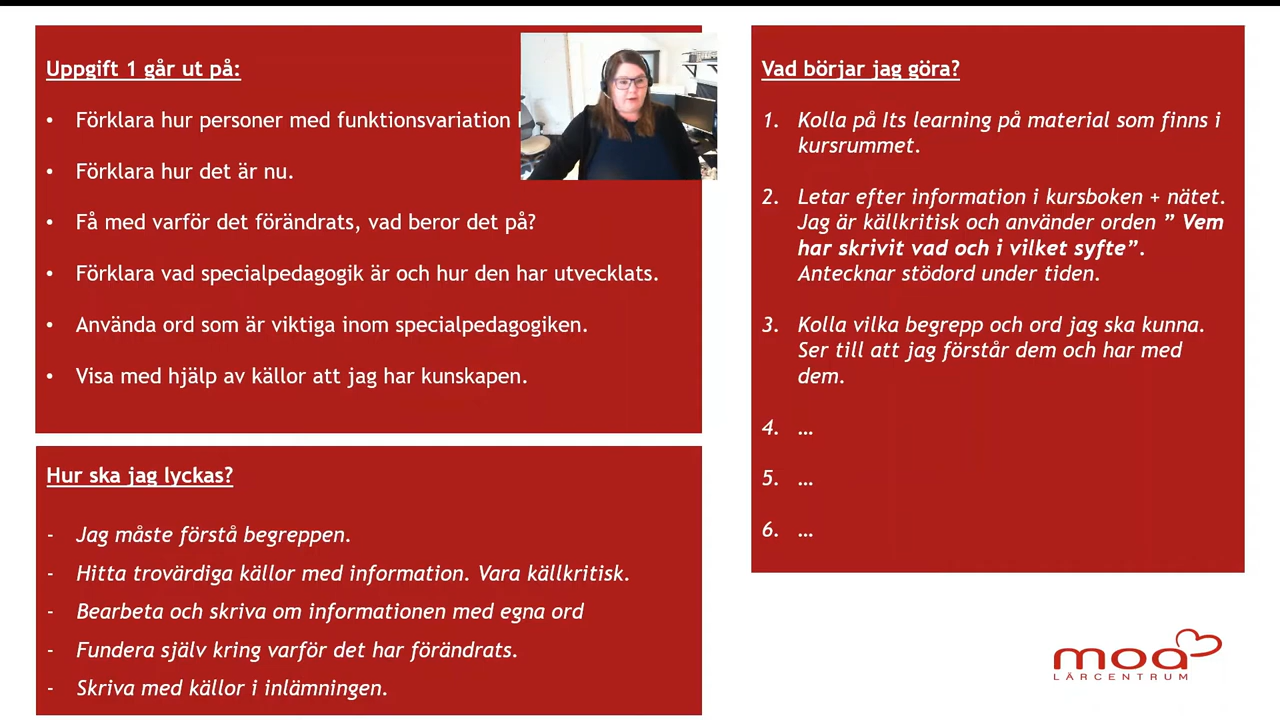 Uppgift 1 går ut på:
• Förklara hur personer med funktionsvariation
• Förklara hur det är nu.
• Få med varför det förändrats, vad beror det på?
• Förklara vad specialpedagogik är och hur den har utvecklats.
• Använda ord som är viktiga inom specialpedagogiken.
• Visa med hjälp av källor att jag har kunskapen.
Hur ska jag lyckas?
- Jag måste förstå begreppen.
- Hitta trovärdiga källor med information. Vara källkritisk.
- Bearbeta och skriva om informationen med egna ord
- Fundera själv kring varför det har förändrats.
- Skriva med källor i inlämningen.
Vad börjar jag göra?
1. Kolla på Its learning på material som finns i
kursrummet.
2. Letar efter information i kursboken + nätet.
Jag är källkritisk och använder orden ” Vem
har skrivit vad och i vilket syfte”.
Antecknar stödord under tiden.
3. Kolla vilka begrepp och ord jag ska kunna.
Ser till att jag förstår dem och har med
dem.
4. …
5. …
6. …
moa
LÄRCENTRUM